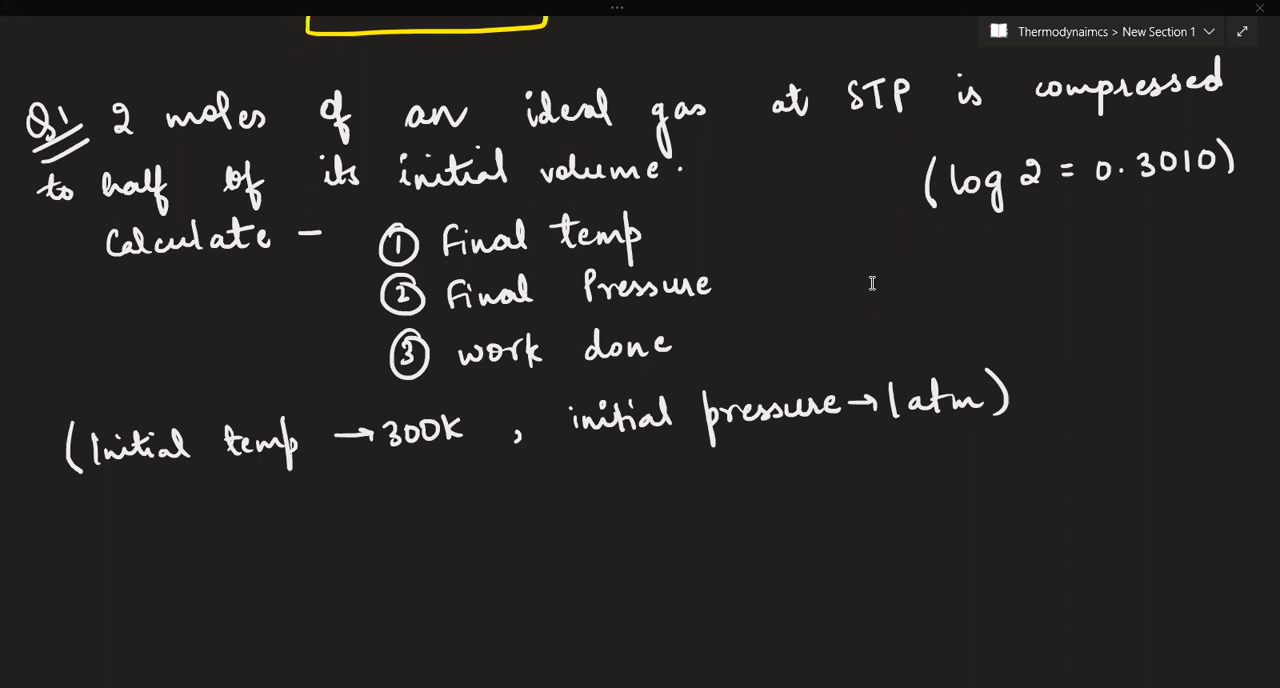 Thermodynaimcs > New Section 1
Q1 2 moles of an ideal gas at STP is compressed
to half of its initial volume.
(log 2 = 0.3010)
Calculate - ① final temp
② final Pressure
③ work done
(Initial temp → 300K , initial pressure → 1 atm)